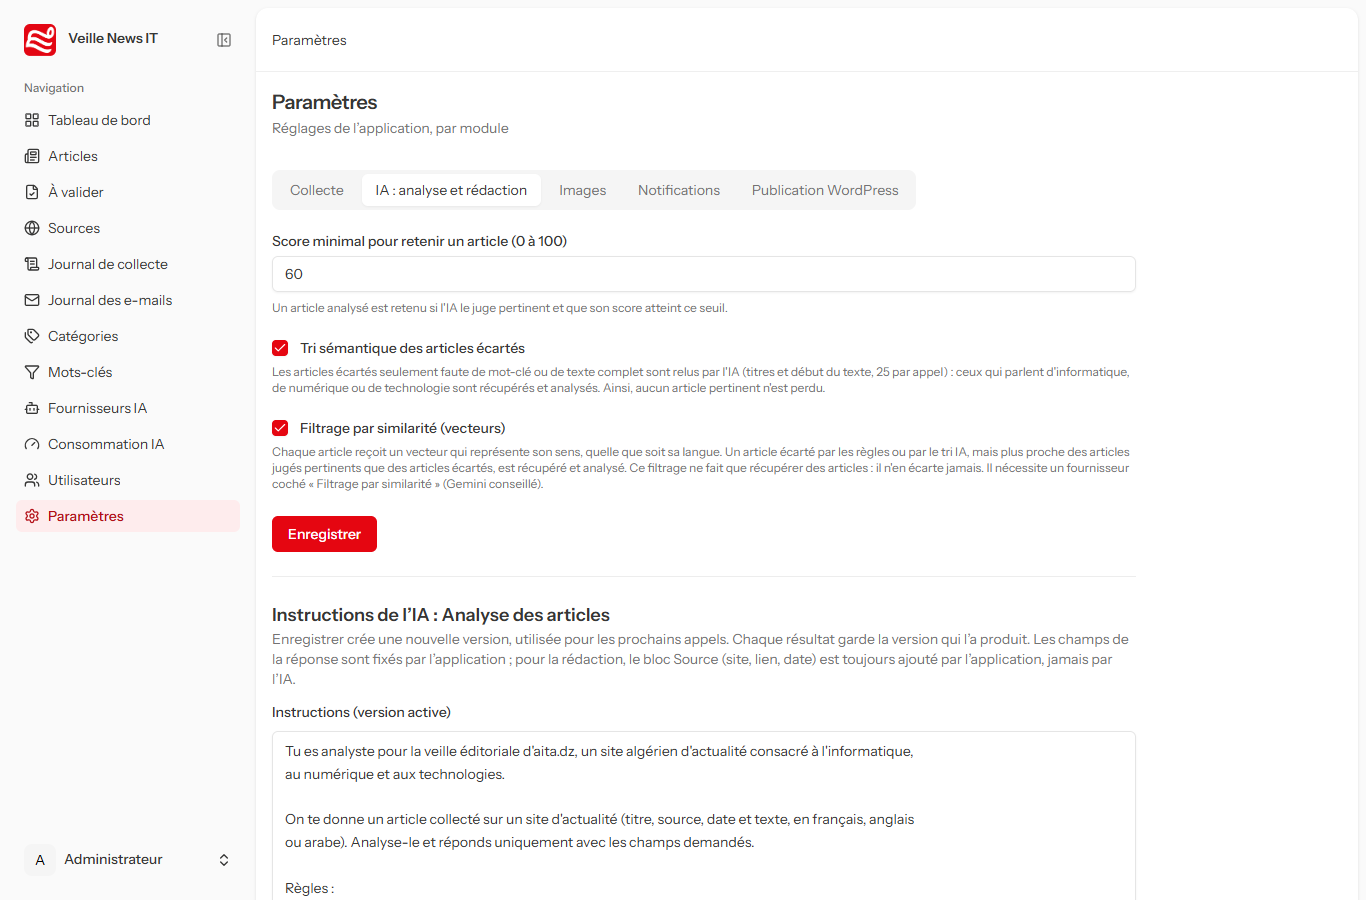 Veille News IT
Navigation
Tableau de bord
Articles
À valider
Sources
Journal de collecte
Journal des e-mails
Catégories
Mots-clés
Fournisseurs IA
Consommation IA
Utilisateurs
Paramètres
A
Administrateur
Paramètres
Paramètres
Réglages de l’application, par module
Collecte
IA : analyse et rédaction
Images
Notifications
Publication WordPress
Score minimal pour retenir un article (0 à 100)
60
Un article analysé est retenu si l'IA le juge pertinent et que son score atteint ce seuil.
Tri sémantique des articles écartés
Les articles écartés seulement faute de mot-clé ou de texte complet sont relus par l'IA (titres et début du texte, 25 par appel) : ceux qui parlent d'informatique,
de numérique ou de technologie sont récupérés et analysés. Ainsi, aucun article pertinent n'est perdu.
Filtrage par similarité (vecteurs)
Chaque article reçoit un vecteur qui représente son sens, quelle que soit sa langue. Un article écarté par les règles ou par le tri IA, mais plus proche des articles
jugés pertinents que des articles écartés, est récupéré et analysé. Ce filtrage ne fait que récupérer des articles : il n'en écarte jamais. Il nécessite un fournisseur
coché « Filtrage par similarité » (Gemini conseillé).
Enregistrer
Instructions de l’IA : Analyse des articles
Enregistrer crée une nouvelle version, utilisée pour les prochains appels. Chaque résultat garde la version qui l’a produit. Les champs de
la réponse sont fixés par l’application ; pour la rédaction, le bloc Source (site, lien, date) est toujours ajouté par l’application, jamais par
l’IA.
Instructions (version active)
Tu es analyste pour la veille éditoriale d'aita.dz, un site algérien d'actualité consacré à l'informatique,
au numérique et aux technologies.
On te donne un article collecté sur un site d'actualité (titre, source, date et texte, en français, anglais
ou arabe). Analyse-le et réponds uniquement avec les champs demandés.
Règles :